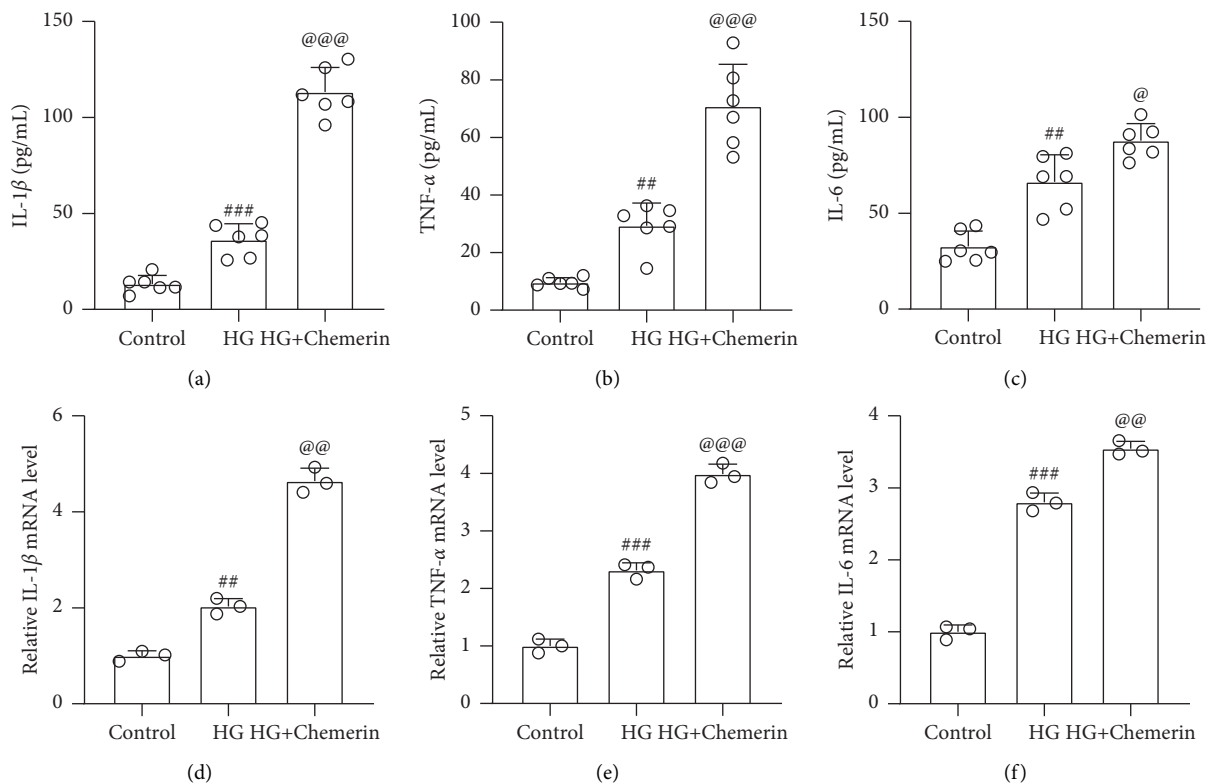 IL-1β (pg/mL)
150
100
50
0
###
@@@
Control HG HG+Chemerin
(a)
TNF-α (pg/mL)
100
80
60
40
20
0
##
@@@
Control HG HG+Chemerin
(b)
IL-6 (pg/mL)
150
100
50
0
##
@
Control HG HG+Chemerin
(c)
Relative IL-1β mRNA level
6
4
2
0
##
@@
Control HG HG+Chemerin
(d)
Relative TNF-α mRNA level
5
4
3
2
1
0
###
@@@
Control HG HG+Chemerin
(e)
Relative IL-6 mRNA level
4
3
2
1
0
###
@@
Control HG HG+Chemerin
(f)